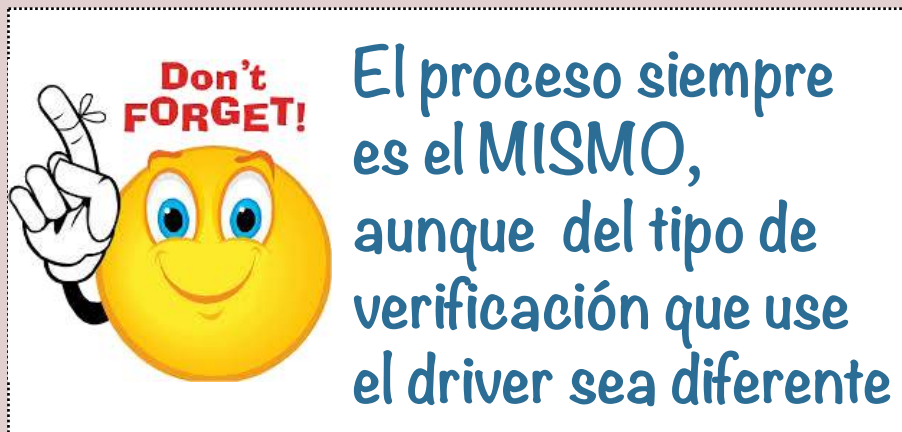 Don't
FORGET!
El proceso siempre
es el MISMO,
aunque del tipo de
verificación que use
el driver sea diferente